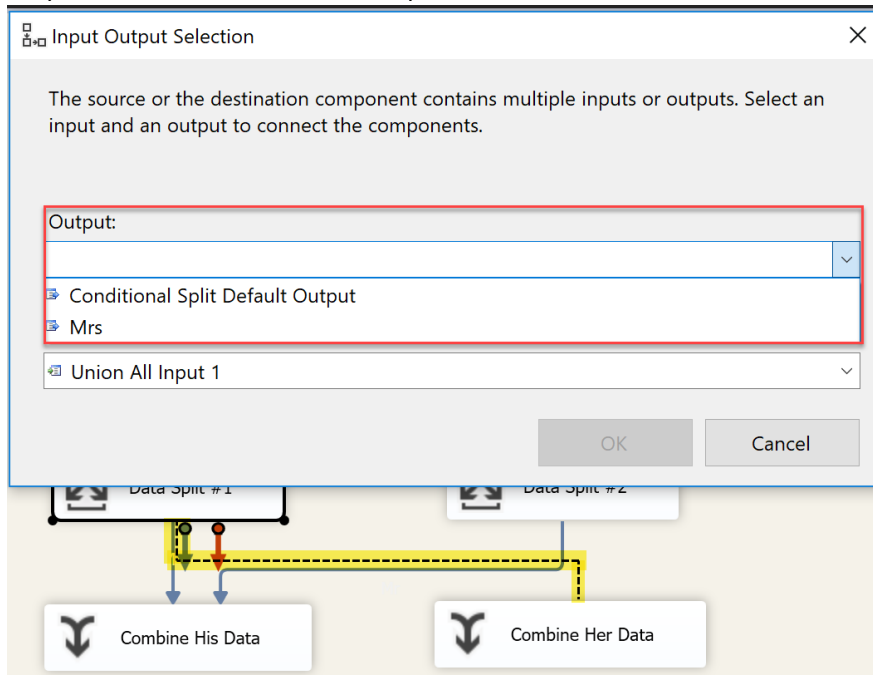 Input Output Selection
The source or the destination component contains multiple inputs or outputs. Select an
input and an output to connect the components.
Output:
Conditional Split Default Output
Mrs
Union All Input 1
OK
Cancel
Data Split #1
Data Split #2
Combine His Data
Combine Her Data